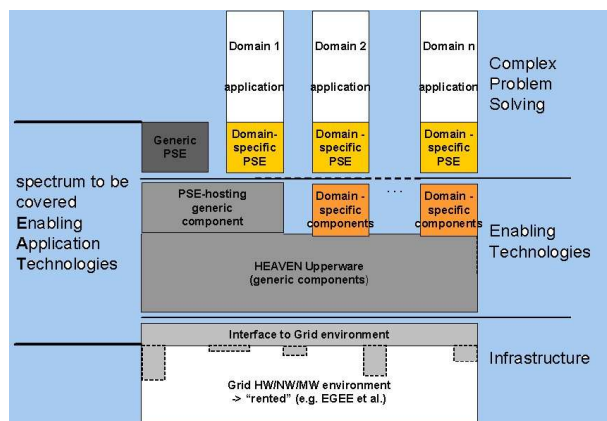 Domain 1
Domain 2
Domain n
application
application
application
Complex
Problem
Solving
Generic
PSE
Domain-
specific
PSE
Domain -
specific PSE
Domain -
specific PSE
spectrum to be
covered
Enabling
Application
Technologies
PSE-hosting
generic
component
Domain -
specific
components
...
Domain -
specific
components
Enabling
Technologies
HEAVEN Upperware
(generic components)
Interface to Grid environment
Infrastructure
Grid HW/NW/MW environment
-> "rented" (e.g. EGEE et al.)